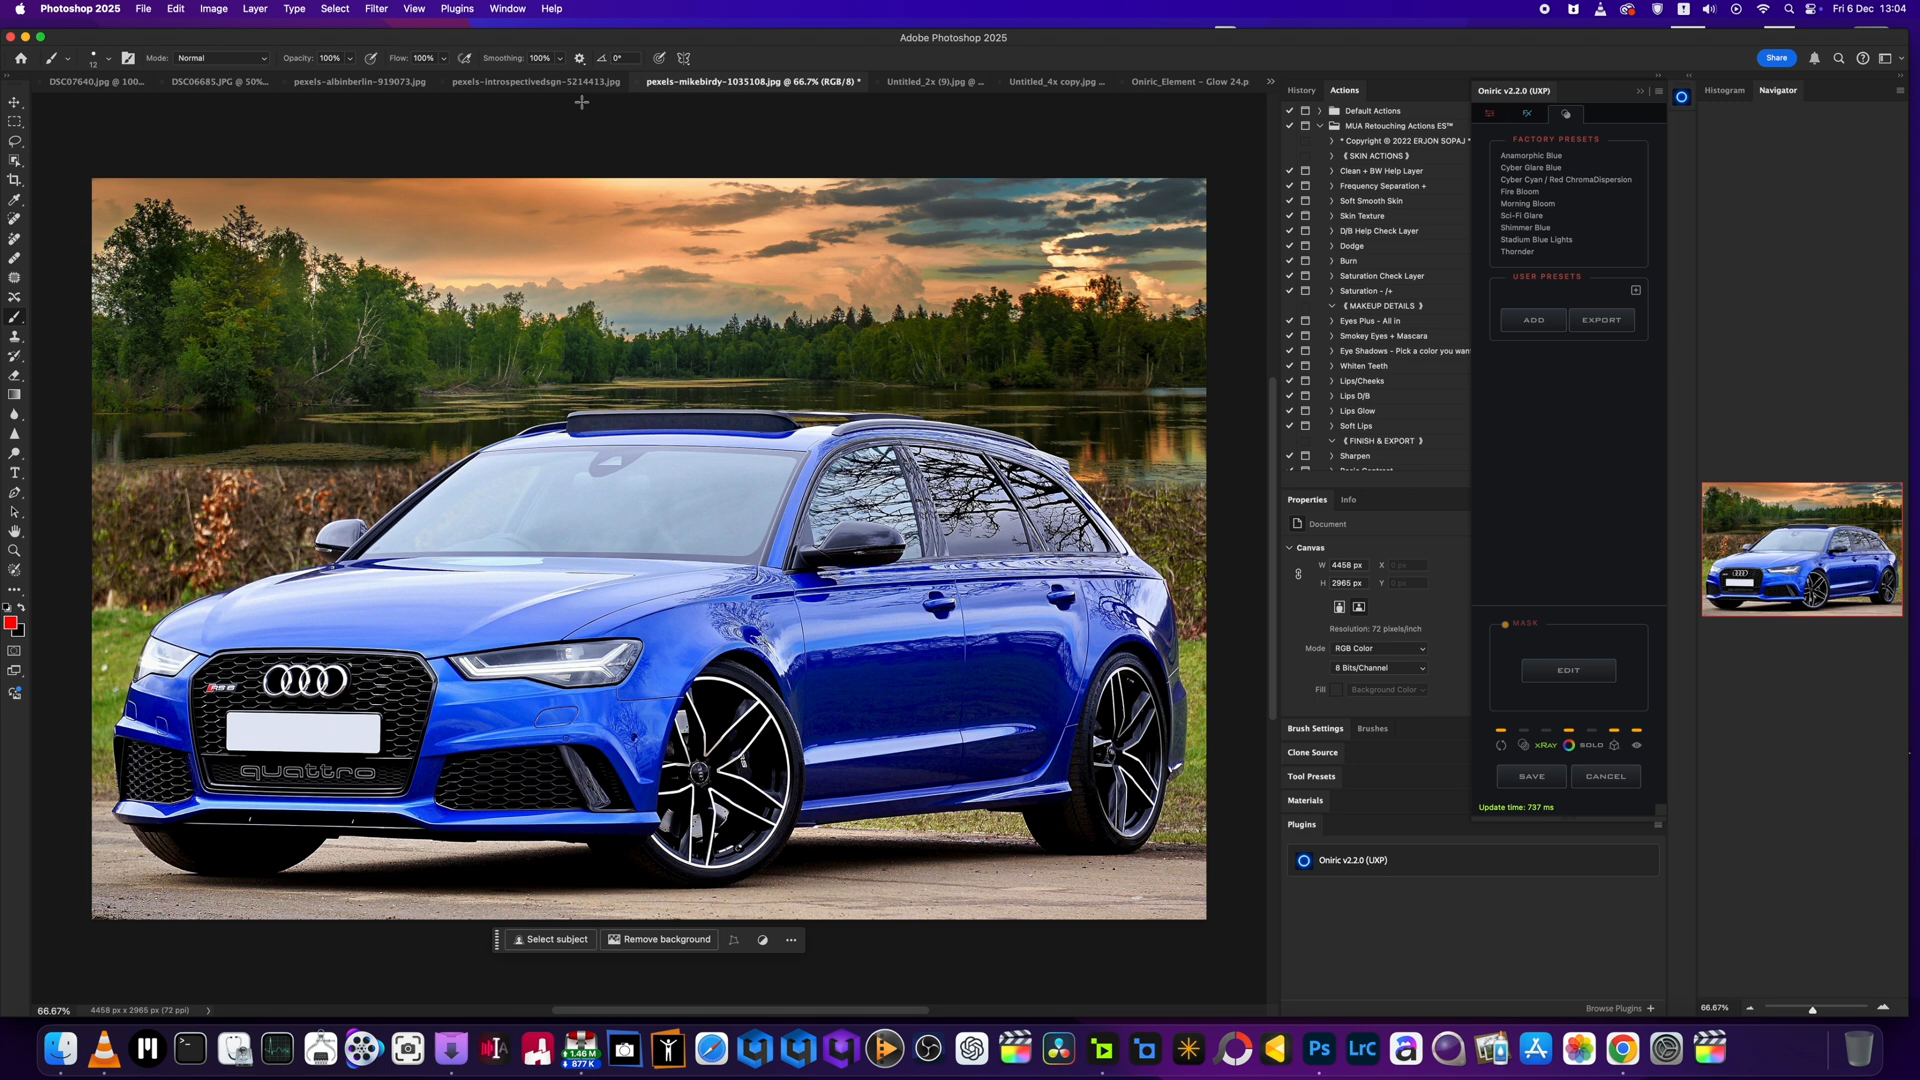 Photoshop 2025 File Edit Image Layer Type Select Filter View Plugins Window Help
Fri 6 Dec 13:04
Adobe Photoshop 2025
12 Mode: Normal Opacity: 100% Flow: 100% Smoothing: 100% 0° Share
DSC07640.jpg @ 100... DSC06685.JPG @ 50%... pexels-albinberlin-919073.jpg pexels-introspectivedsgn-5214413.jpg pexels-mikebirdy-1035108.jpg @ 66.7% (RGB/8) * Untitled_2x (9).jpg @ ... Untitled_4x copy.jpg ... Oniric_Element - Glow 24.p
RS 6
quattro
Select subject Remove background
66.67% 4458 px x 2965 px (72 ppi)
History Actions
Default Actions
MUA Retouching Actions ES™
* Copyright © 2022 ERJON SOPAJ *
《 SKIN ACTIONS 》
Clean + BW Help Layer
Frequency Separation +
Soft Smooth Skin
Skin Texture
D/B Help Check Layer
Dodge
Burn
Saturation Check Layer
Saturation - /+
《 MAKEUP DETAILS 》
Eyes Plus - All in
Smokey Eyes + Mascara
Eye Shadows - Pick a color you want
Whiten Teeth
Lips/Cheeks
Lips D/B
Lips Glow
Soft Lips
《 FINISH & EXPORT 》
Sharpen
Properties Info
Document
Canvas
W 4458 px X 0 px
H 2965 px Y 0 px
Resolution: 72 pixels/inch
Mode RGB Color
8 Bits/Channel
Fill Background Color
Brush Settings Brushes
Clone Source
Tool Presets
Materials
Plugins
Oniric v2.2.0 (UXP)
Browse Plugins
Oniric v2.2.0 (UXP)
FX
FACTORY PRESETS
Anamorphic Blue
Cyber Glare Blue
Cyber Cyan / Red ChromaDispersion
Fire Bloom
Morning Bloom
Sci-Fi Glare
Shimmer Blue
Stadium Blue Lights
Thornder
USER PRESETS
ADD EXPORT
MASK
EDIT
XRAY SOLO
SAVE CANCEL
Update time: 737 ms
Histogram Navigator
66.67%
1.46 M
877 K
Ps LrC